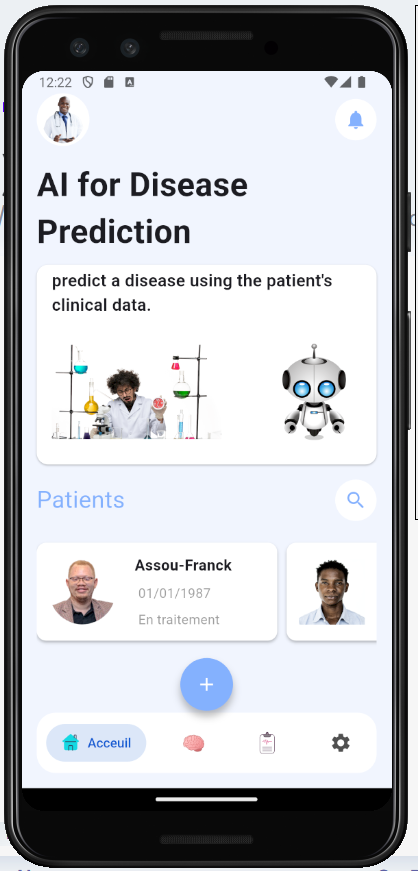 12:22
AI for Disease
Prediction
predict a disease using the patient's
clinical data.
Patients
Assou-Franck
01/01/1987
En traitement
Acceuil